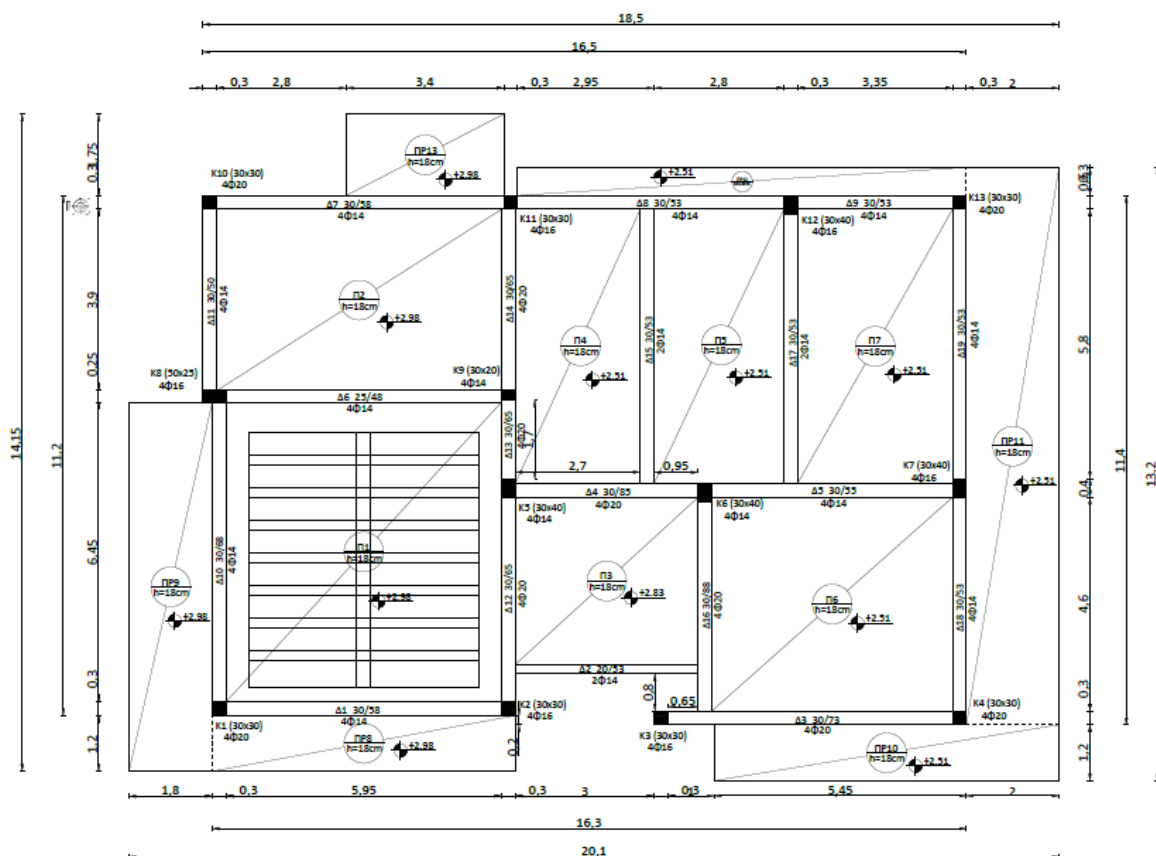 18,5
16,5
0,3
2,8
3,4
0,3
2,95
2,8
0,3
3,35
0,3
2
ΠΡ13
h=18cm
+2.98
K10 (30x30)
4Φ20
Δ7 30/58
4Φ14
+2.51
Δ8 30/53
4Φ14
Δ9 30/53
4Φ14
K11 (30x30)
4Φ16
K12 (30x40)
4Φ16
K13 (30x30)
4Φ20
14,15
11,2
1,75
3,9
0,25
6,45
0,3
1,2
Δ11 30/50
4Φ14
Π2
h=18cm
+2.98
Δ14 30/65
4Φ20
Π4
h=18cm
+2.51
Δ15 30/53
2Φ14
Π5
h=18cm
+2.51
Δ17 30/53
2Φ14
Π7
h=18cm
+2.51
Δ19 30/53
4Φ14
5,8
11,4
13,2
K8 (50x25)
4Φ16
K9 (30x20)
4Φ14
Δ6 25/48
4Φ14
Δ13 30/65
4Φ20
1,7
2,7
0,95
ΠΡ11
h=18cm
+2.51
K7 (30x40)
4Φ16
0,4
Δ4 30/85
4Φ20
Δ5 30/55
4Φ14
K5 (30x40)
4Φ14
K6 (30x40)
4Φ14
Π1
h=18cm
+2.98
Δ10 30/68
4Φ14
ΠΡ9
h=18cm
+2.98
Δ12 30/65
4Φ20
Π3
h=18cm
+2.83
Δ16 30/88
4Φ20
Π6
h=18cm
+2.51
Δ18 30/53
4Φ14
4,6
0,3
1,2
Δ2 20/53
2Φ14
0,8
0,65
K1 (30x30)
4Φ20
Δ1 30/58
4Φ14
K2 (30x30)
4Φ16
0,2
K3 (30x30)
4Φ16
Δ3 30/73
4Φ20
K4 (30x30)
4Φ20
ΠΡ8
h=18cm
+2.98
ΠΡ10
h=18cm
+2.51
1,8
0,3
5,95
0,3
3
0,3
1
5,45
2
16,3
20,1